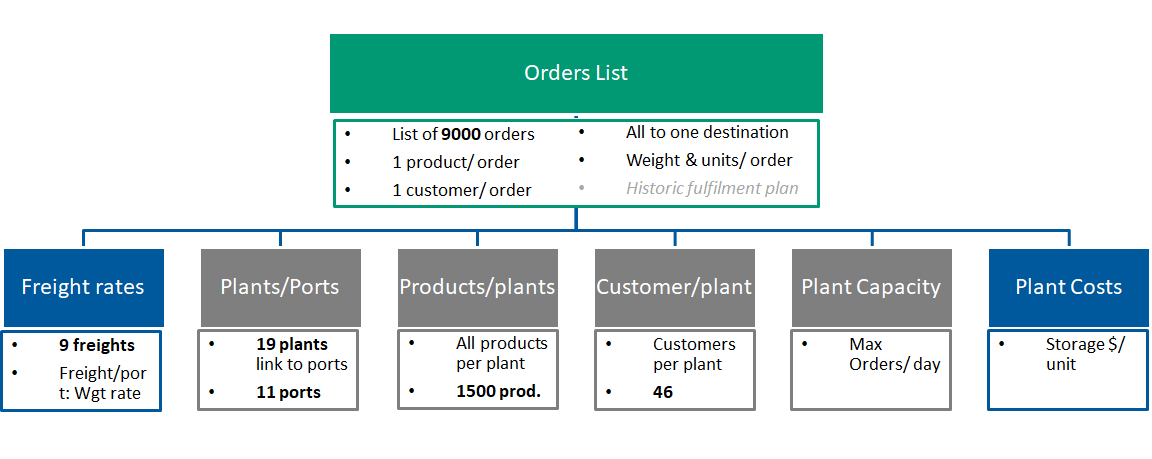 Orders List
• List of 9000 orders
• 1 product/ order
• 1 customer/ order
• All to one destination
• Weight & units/ order
• Historic fulfilment plan
Freight rates
• 9 freights
• Freight/por
t: Wgt rate
Plants/Ports
• 19 plants
link to ports
• 11 ports
Products/plants
• All products
per plant
• 1500 prod.
Customer/plant
• Customers
per plant
• 46
Plant Capacity
• Max
Orders/ day
Plant Costs
• Storage $/
unit